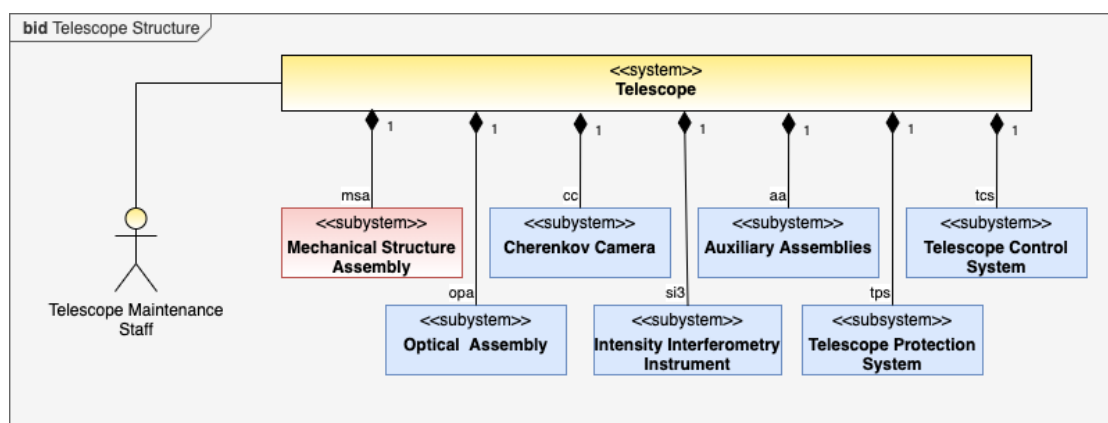 bid Telescope Structure
<<system>>
Telescope
1
1
1
1
1
1
1
msa
cc
aa
tcs
<<subystem>>
Mechanical Structure
Assembly
<<subystem>>
Cherenkov Camera
<<subystem>>
Auxiliary Assemblies
<<subystem>>
Telescope Control
System
opa
si3
tps
<<subystem>>
Optical  Assembly
<<subystem>>
Intensity Interferometry
Instrument
<<subystem>>
Telescope Protection
System
Telescope Maintenance
Staff